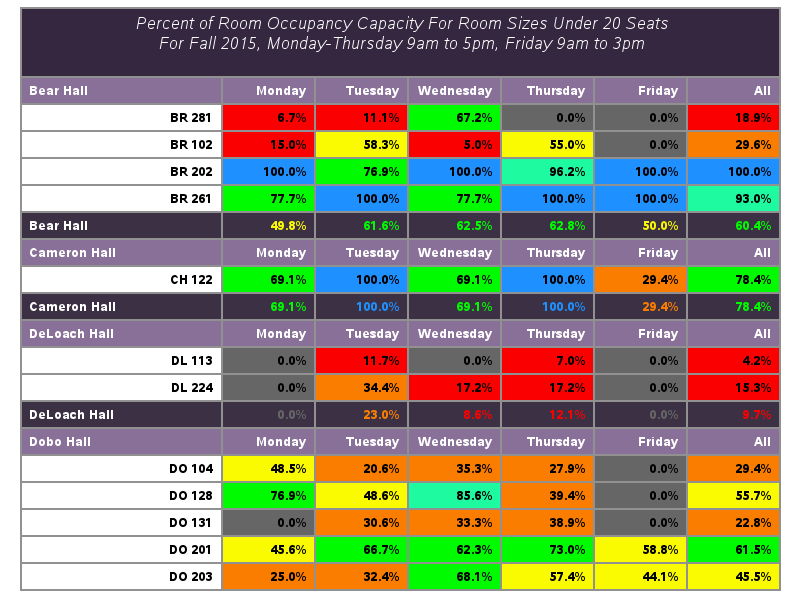 Percent of Room Occupancy Capacity For Room Sizes Under 20 Seats
For Fall 2015, Monday-Thursday 9am to 5pm, Friday 9am to 3pm
Bear Hall Monday Tuesday Wednesday Thursday Friday All
BR 281 6.7% 11.1% 67.2% 0.0% 0.0% 18.9%
BR 102 15.0% 58.3% 5.0% 55.0% 0.0% 29.6%
BR 202 100.0% 76.9% 100.0% 96.2% 100.0% 100.0%
BR 261 77.7% 100.0% 77.7% 100.0% 100.0% 93.0%
Bear Hall 49.8% 61.6% 62.5% 62.8% 50.0% 60.4%
Cameron Hall Monday Tuesday Wednesday Thursday Friday All
CH 122 69.1% 100.0% 69.1% 100.0% 29.4% 78.4%
Cameron Hall 69.1% 100.0% 69.1% 100.0% 29.4% 78.4%
DeLoach Hall Monday Tuesday Wednesday Thursday Friday All
DL 113 0.0% 11.7% 0.0% 7.0% 0.0% 4.2%
DL 224 0.0% 34.4% 17.2% 17.2% 0.0% 15.3%
DeLoach Hall 0.0% 23.0% 8.6% 12.1% 0.0% 9.7%
Dobo Hall Monday Tuesday Wednesday Thursday Friday All
DO 104 48.5% 20.6% 35.3% 27.9% 0.0% 29.4%
DO 128 76.9% 48.6% 85.6% 39.4% 0.0% 55.7%
DO 131 0.0% 30.6% 33.3% 38.9% 0.0% 22.8%
DO 201 45.6% 66.7% 62.3% 73.0% 58.8% 61.5%
DO 203 25.0% 32.4% 68.1% 57.4% 44.1% 45.5%